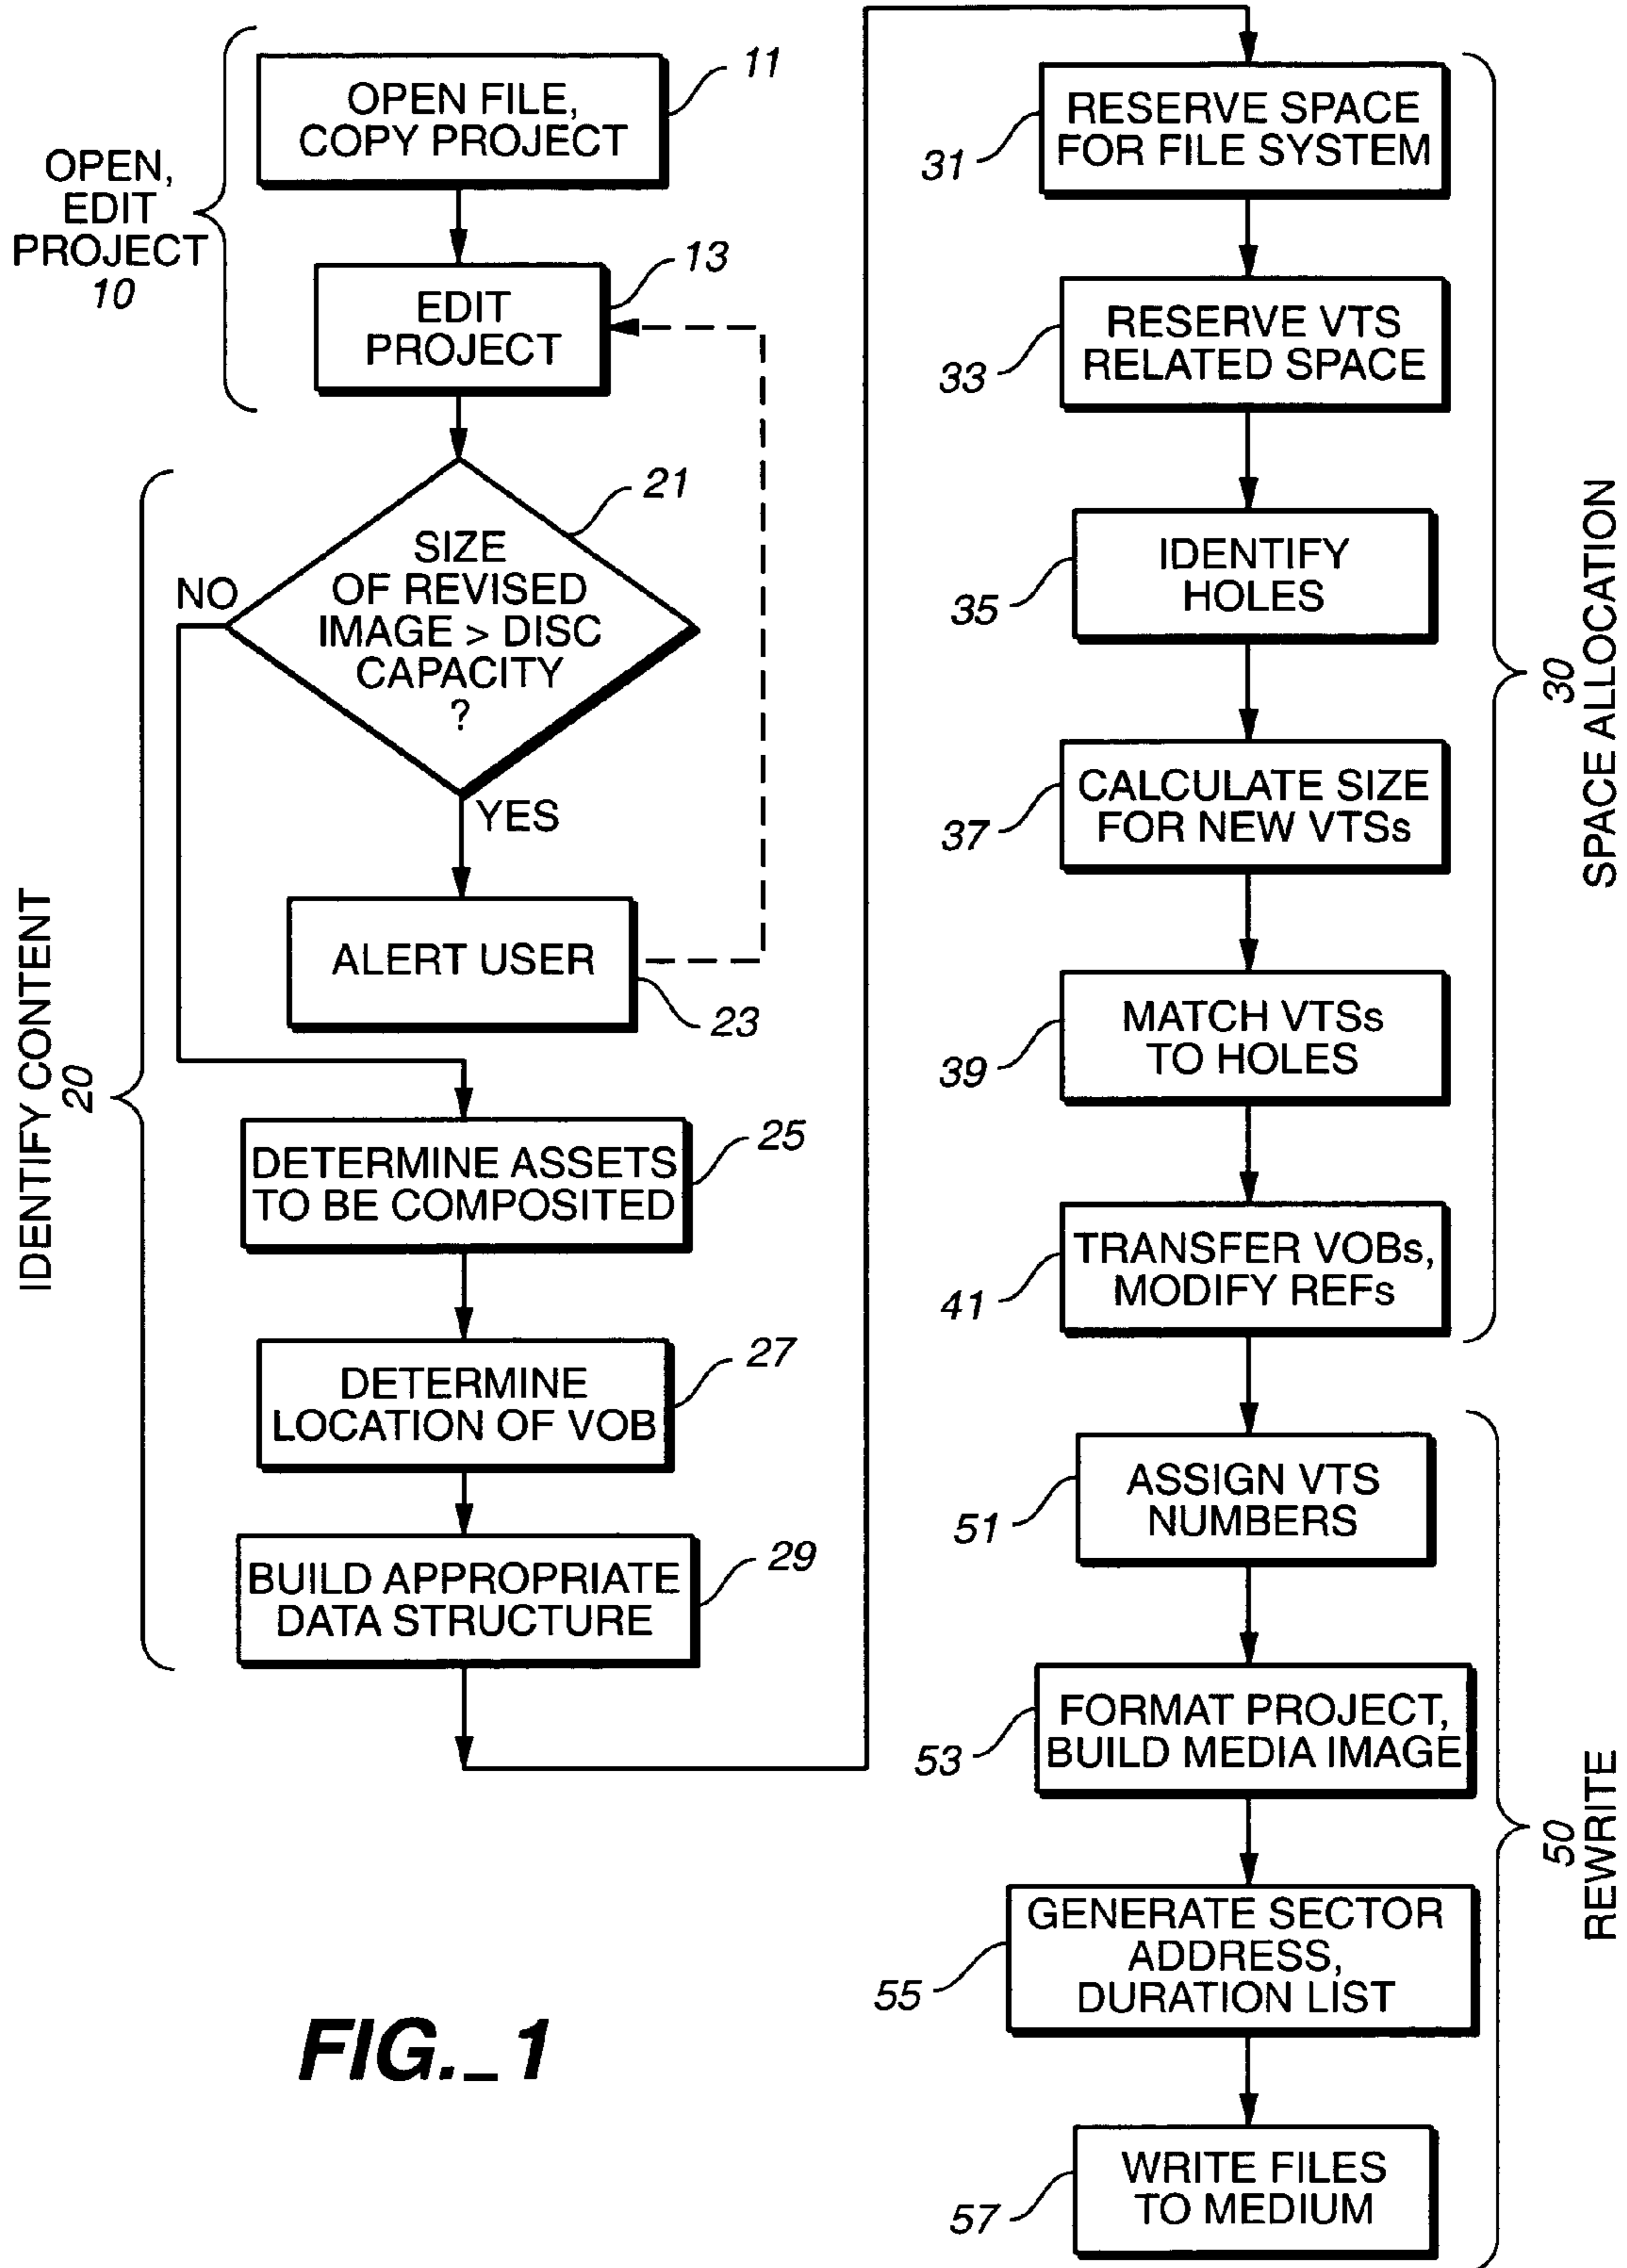 OPEN,
EDIT
PROJECT
10
OPEN FILE,
COPY PROJECT
11
EDIT
PROJECT
13
IDENTIFY CONTENT
20
SIZE
OF REVISED
IMAGE > DISC
CAPACITY
?
21
NO
YES
ALERT USER
23
DETERMINE ASSETS
TO BE COMPOSITED
25
DETERMINE
LOCATION OF VOB
27
BUILD APPROPRIATE
DATA STRUCTURE
29
RESERVE SPACE
FOR FILE SYSTEM
31
RESERVE VTS
RELATED SPACE
33
IDENTIFY
HOLES
35
CALCULATE SIZE
FOR NEW VTSs
37
MATCH VTSs
TO HOLES
39
TRANSFER VOBs,
MODIFY REFs
41
30
SPACE ALLOCATION
ASSIGN VTS
NUMBERS
51
FORMAT PROJECT,
BUILD MEDIA IMAGE
53
GENERATE SECTOR
ADDRESS,
DURATION LIST
55
WRITE FILES
TO MEDIUM
57
50
REWRITE
FIG._1